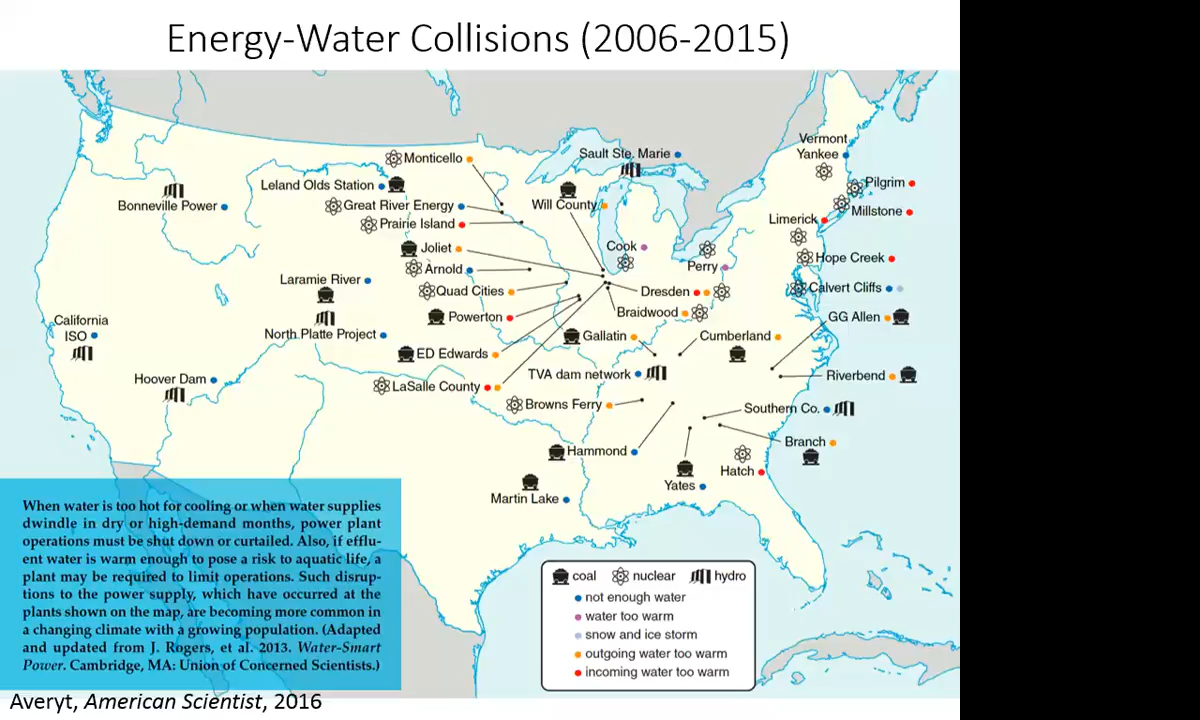 Energy-Water Collisions (2006-2015)
Vermont
Yankee
Monticello
Sault Ste. Marie
Leland Olds Station
Pilgrim
Bonneville Power
Great River Energy
Will County
Millstone
Prairie Island
Limerick
Joliet
Cook
Hope Creek
Arnold
Perry
Laramie River
Quad Cities
Dresden
Calvert Cliffs
California
ISO
Powerton
Braidwood
GG Allen
North Platte Project
Gallatin
Cumberland
ED Edwards
Hoover Dam
TVA dam network
Riverbend
LaSalle County
Browns Ferry
Southern Co.
Branch
Hammond
Hatch
Yates
Martin Lake
When water is too hot for cooling or when water supplies
dwindle in dry or high-demand months, power plant
operations must be shut down or curtailed. Also, if efflu-
ent water is warm enough to pose a risk to aquatic life, a
plant may be required to limit operations. Such disrup-
tions to the power supply, which have occurred at the
plants shown on the map, are becoming more common in
a changing climate with a growing population. (Adapted
and updated from J. Rogers, et al. 2013. Water-Smart
Power. Cambridge, MA: Union of Concerned Scientists.)
coal nuclear hydro
not enough water
water too warm
snow and ice storm
outgoing water too warm
incoming water too warm
Averyt, American Scientist, 2016